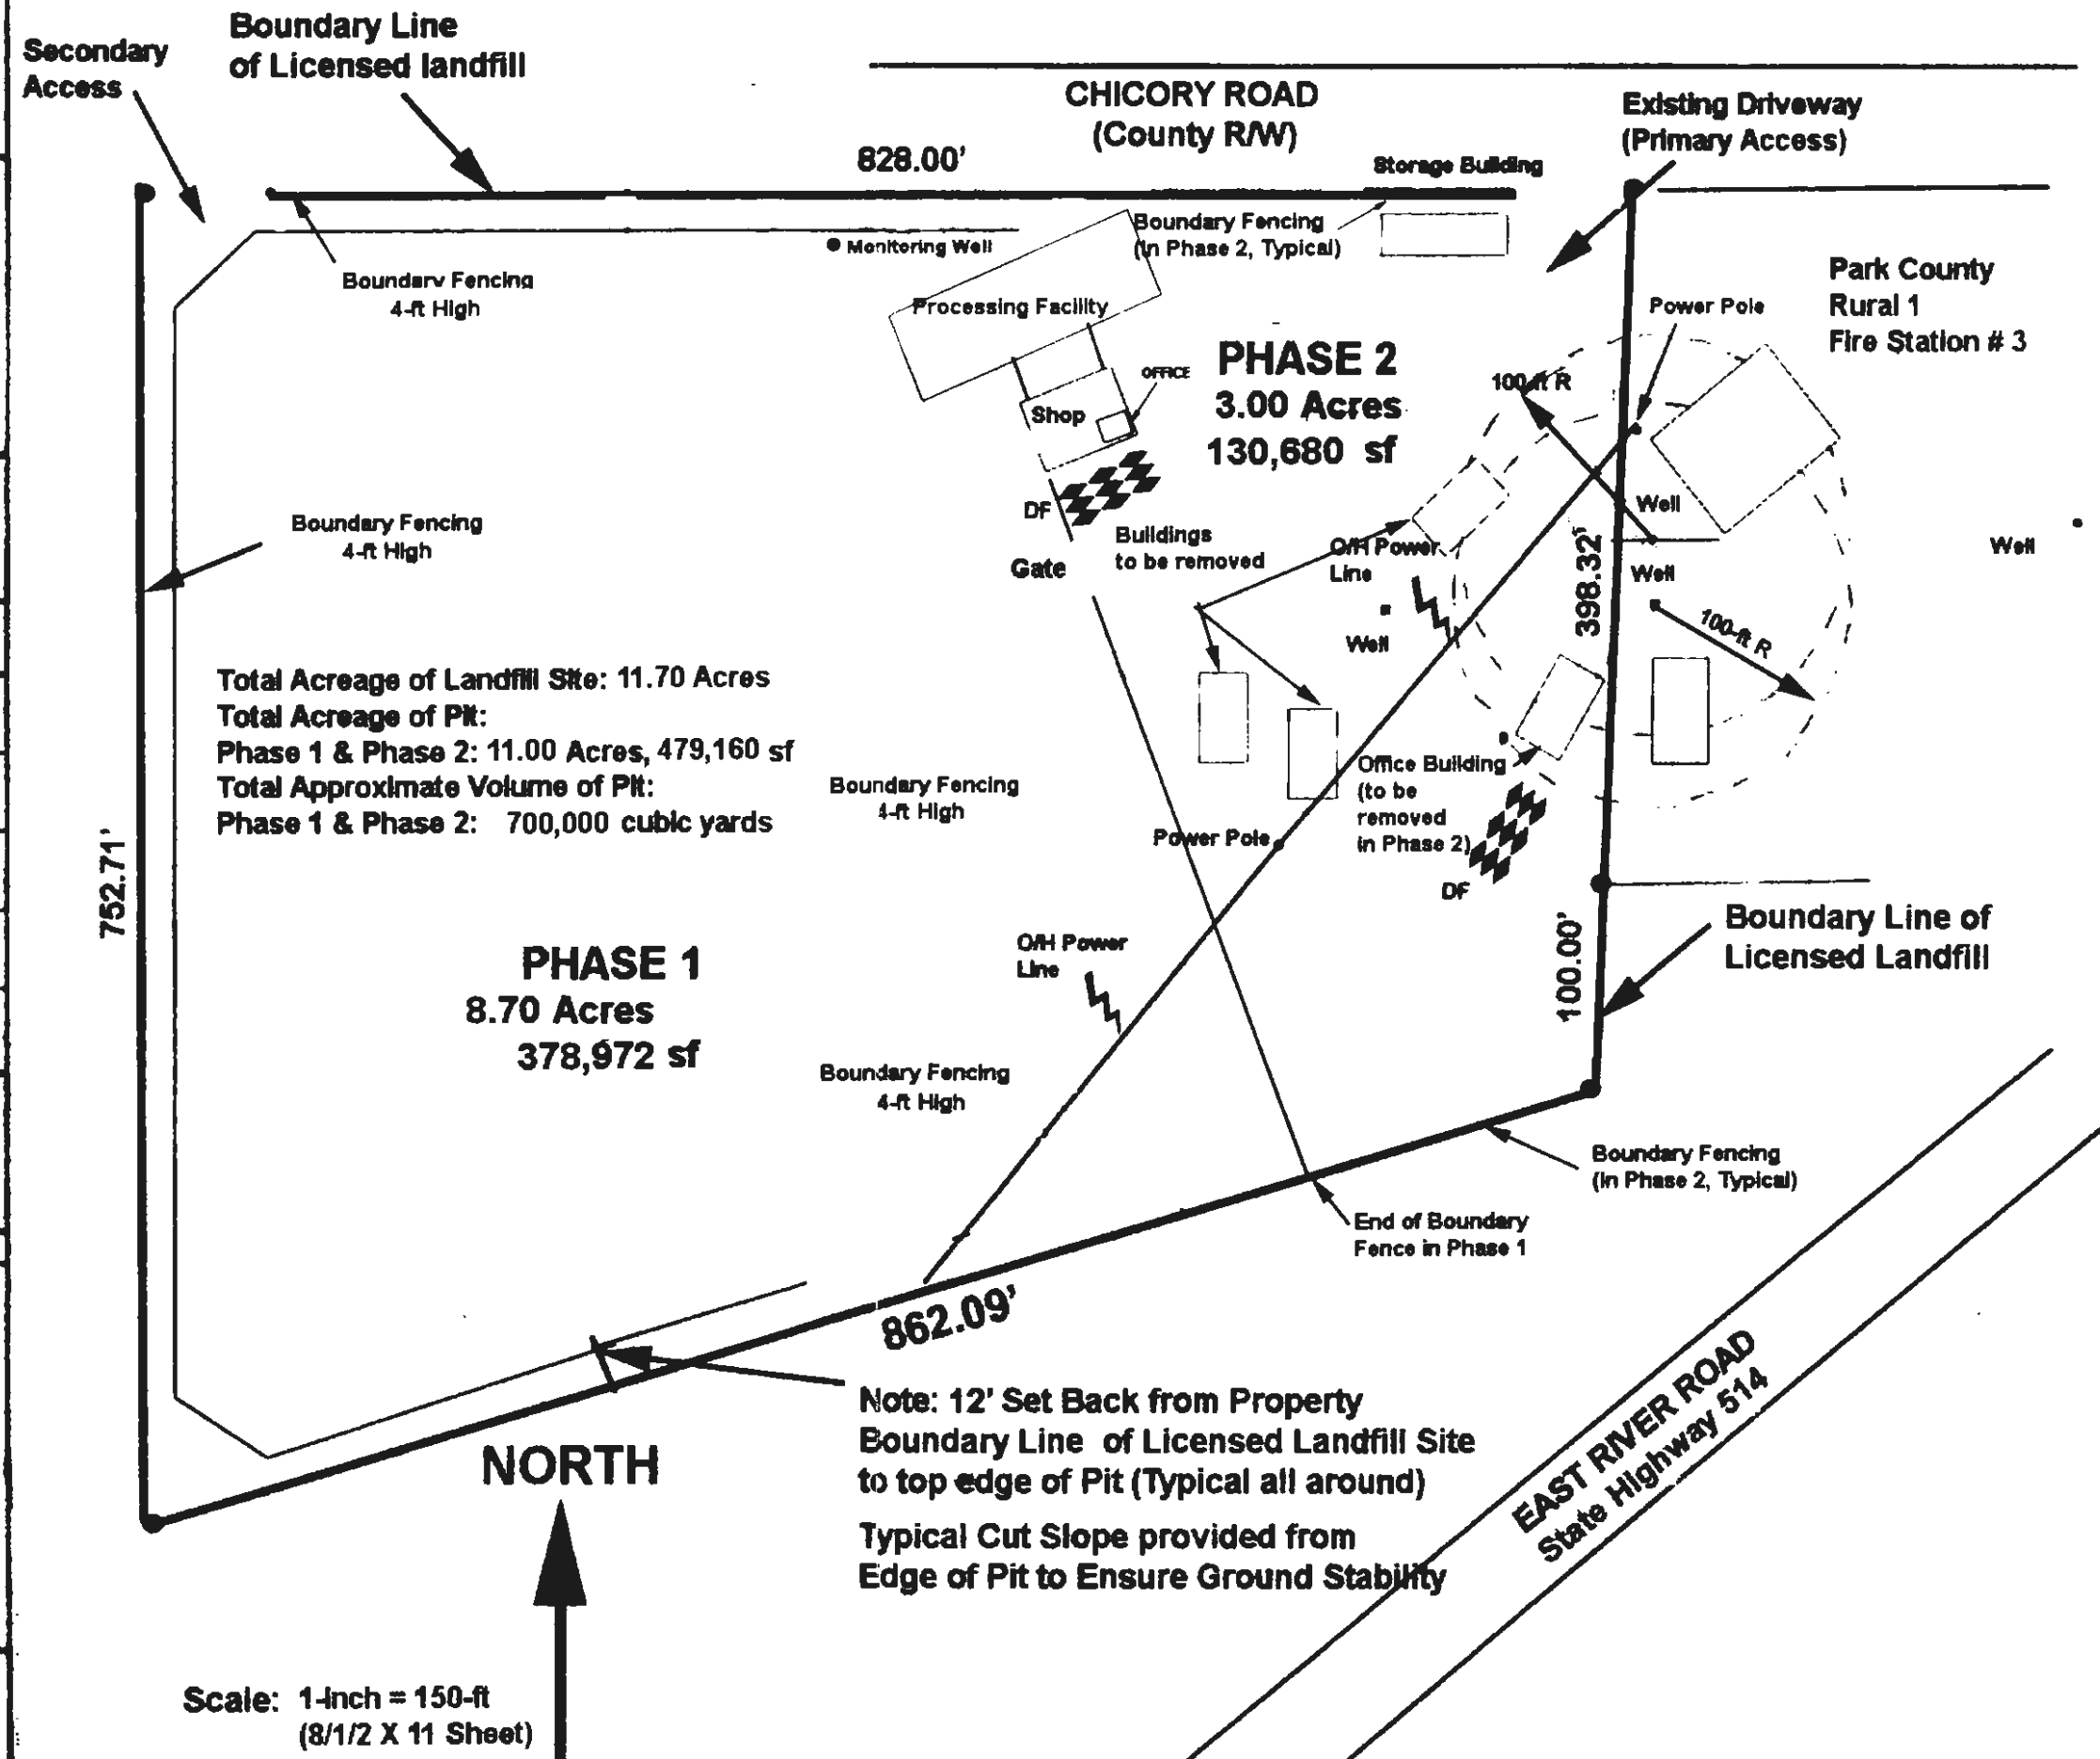 Secondary
Access
Boundary Line
of Licensed landfill
CHICORY ROAD
(County R/W)
828.00'
Existing Driveway
(Primary Access)
Storage Building
Boundary Fencing
(In Phase 2, Typical)
Monitoring Well
Boundary Fencing
4-ft High
Processing Facility
Park County
Rural 1
Fire Station # 3
Power Pole
PHASE 2
3.00 Acres
130,680 sf
OFFICE
Shop
100-ft R
DF
Gate
Buildings
to be removed
O/H Power
Line
Well
Well
Well
Well
398.32'
100-ft R
Boundary Fencing
4-ft High
Total Acreage of Landfill Site: 11.70 Acres
Total Acreage of Pit:
Phase 1 & Phase 2: 11.00 Acres, 479,160 sf
Total Approximate Volume of Pit:
Phase 1 & Phase 2: 700,000 cubic yards
Boundary Fencing
4-ft High
Power Pole
Office Building
(to be
removed
in Phase 2)
DF
752.71'
PHASE 1
8.70 Acres
378,972 sf
O/H Power
Line
100.00'
Boundary Line of
Licensed Landfill
Boundary Fencing
4-ft High
Boundary Fencing
(In Phase 2, Typical)
End of Boundary
Fence in Phase 1
862.09'
Note: 12' Set Back from Property
Boundary Line of Licensed Landfill Site
to top edge of Pit (Typical all around)
Typical Cut Slope provided from
Edge of Pit to Ensure Ground Stability
NORTH
EAST RIVER ROAD
State Highway 514
Scale: 1-inch = 150-ft
(8/1/2 X 11 Sheet)